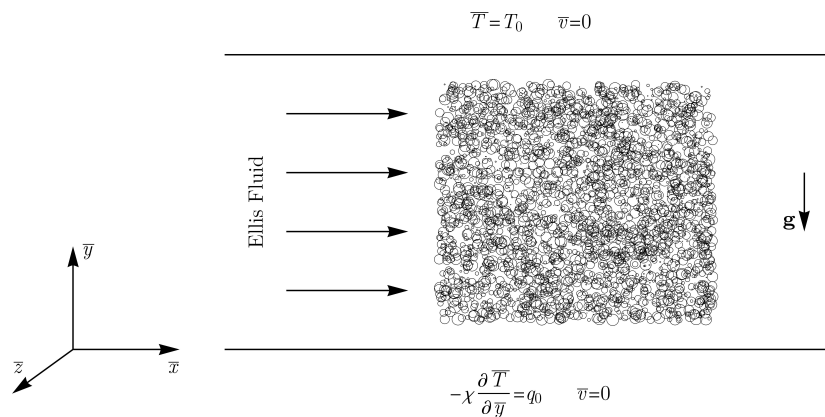 T̅=T₀ v̅=0
Ellis Fluid
g
y̅
z̅
x̅
-χ ∂T̅/∂y̅ =q₀ v̅=0